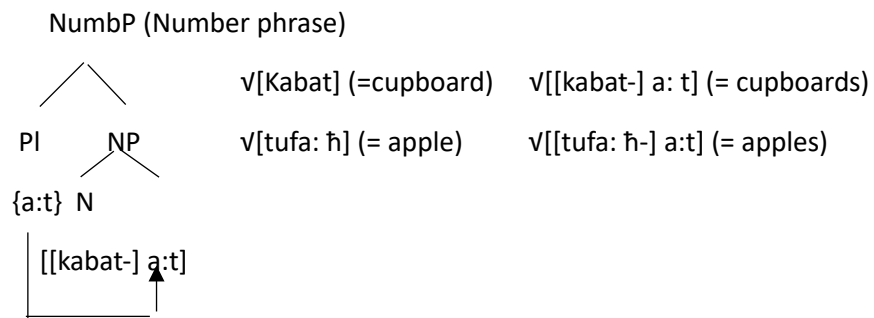 NumbP (Number phrase)
√[Kabat] (=cupboard) √[[kabat-] a: t] (= cupboards)
Pl NP √[tufa: ħ] (= apple) √[[tufa: ħ-] a:t] (= apples)
{a:t} N
[[kabat-] a:t]